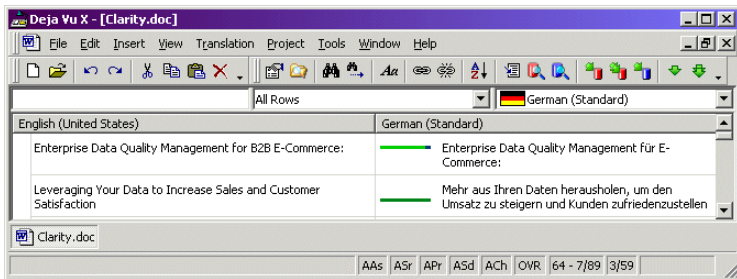 Deja Vu X - [Clarity.doc]
File Edit Insert View Translation Project Tools Window Help
Aa
All Rows German (Standard)
English (United States) German (Standard)
Enterprise Data Quality Management for B2B E-Commerce: Enterprise Data Quality Management für E-
Commerce:
Leveraging Your Data to Increase Sales and Customer Mehr aus Ihren Daten herausholen, um den
Satisfaction Umsatz zu steigern und Kunden zufriedenzustellen
Clarity.doc
AAs ASr APr ASd ACh OVR 64 - 7/89 3/59